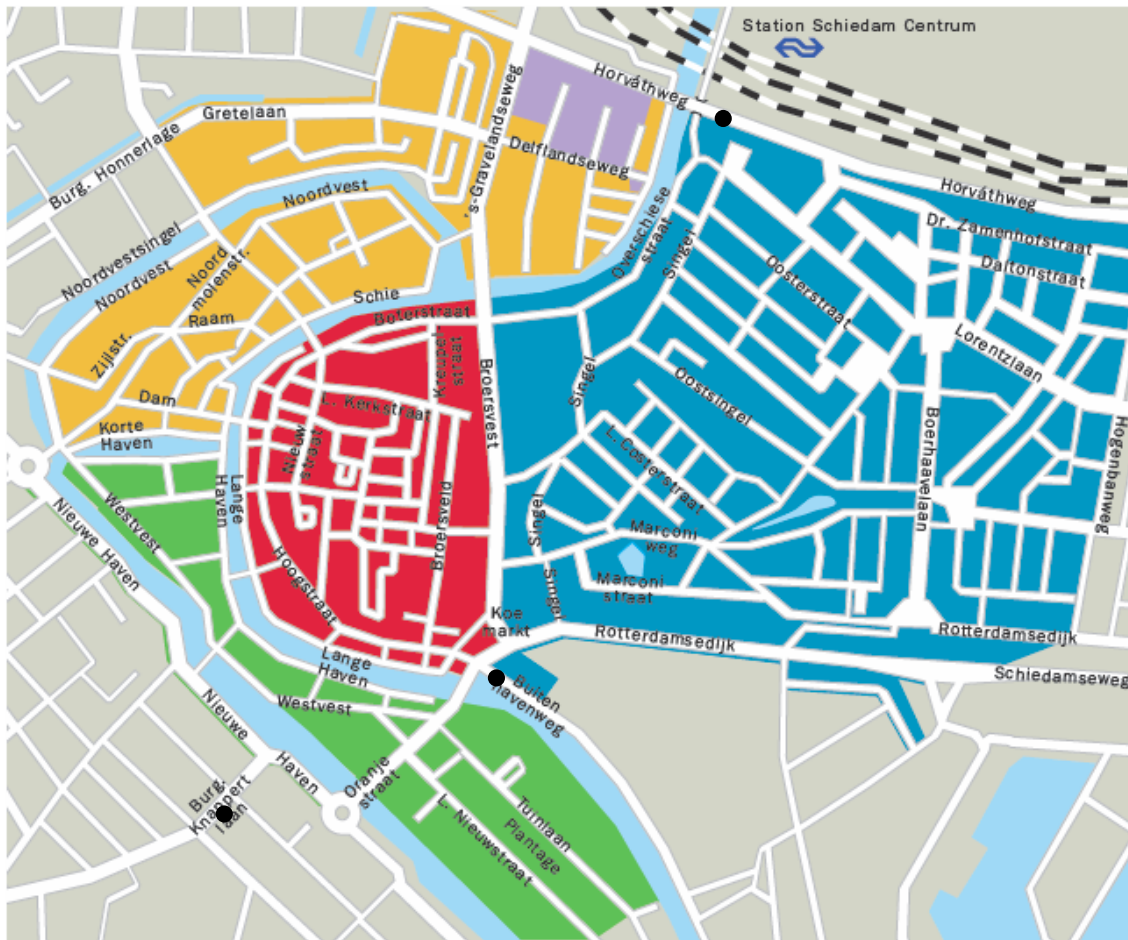 Station Schiedam Centrum
Horváthweg
Gretelaan
's-Gravelandseweg
Delflandseweg
Burg. Honnerlage
Noordvest
Horváthweg
Dr. Zamenhofstraat
Daltonstraat
Overschiese
straat
Singel
Noordvestsingel
Noordvest
Noord
molenstr.
Oosterstraat
Schie
Raam
Boterstraat
Lorentzlaan
Zijlstr.
Kreupel-
straat
Broersvest
Singel
Oostsingel
Dam
L. Kerkstraat
Korte
Haven
Nieuw
straat
L. Costerstraat
Boerhaavelaan
Hogenbanweg
Lange
Haven
Westvest
Nieuwe Haven
Broersveld
Singel
Marconi
weg
Hoogstraat
Marconi
straat
Singel
Koe
markt
Rotterdamsedijk
Rotterdamsedijk
Lange
Haven
Schiedamseweg
Buiten
havenweg
Westvest
Nieuwe
Haven
Oranje
straat
Burg.
Knappert
laan
L. Nieuwstraat
Tuinlaan
Plantage